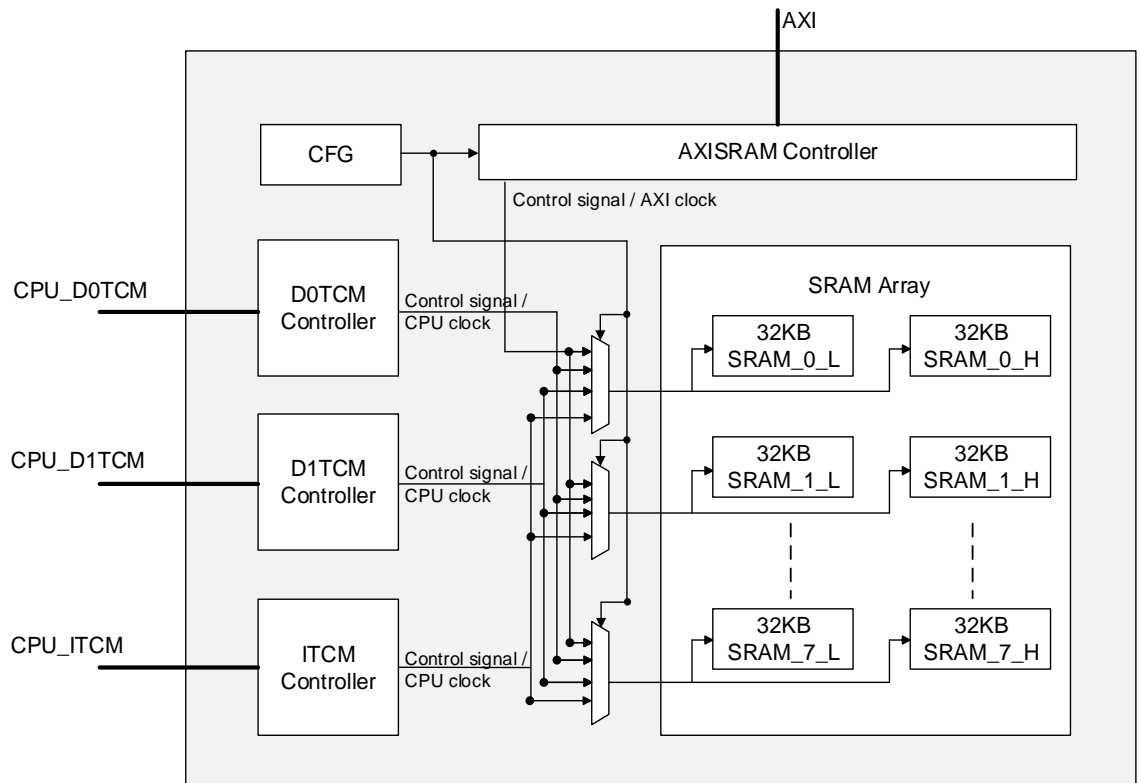 AXI
CFG
AXISRAM Controller
Control signal / AXI clock
CPU_D0TCM
D0TCM
Controller
Control signal /
CPU clock
SRAM Array
32KB
SRAM_0_L
32KB
SRAM_0_H
CPU_D1TCM
D1TCM
Controller
Control signal /
CPU clock
32KB
SRAM_1_L
32KB
SRAM_1_H
CPU_ITCM
ITCM
Controller
Control signal /
CPU clock
32KB
SRAM_7_L
32KB
SRAM_7_H